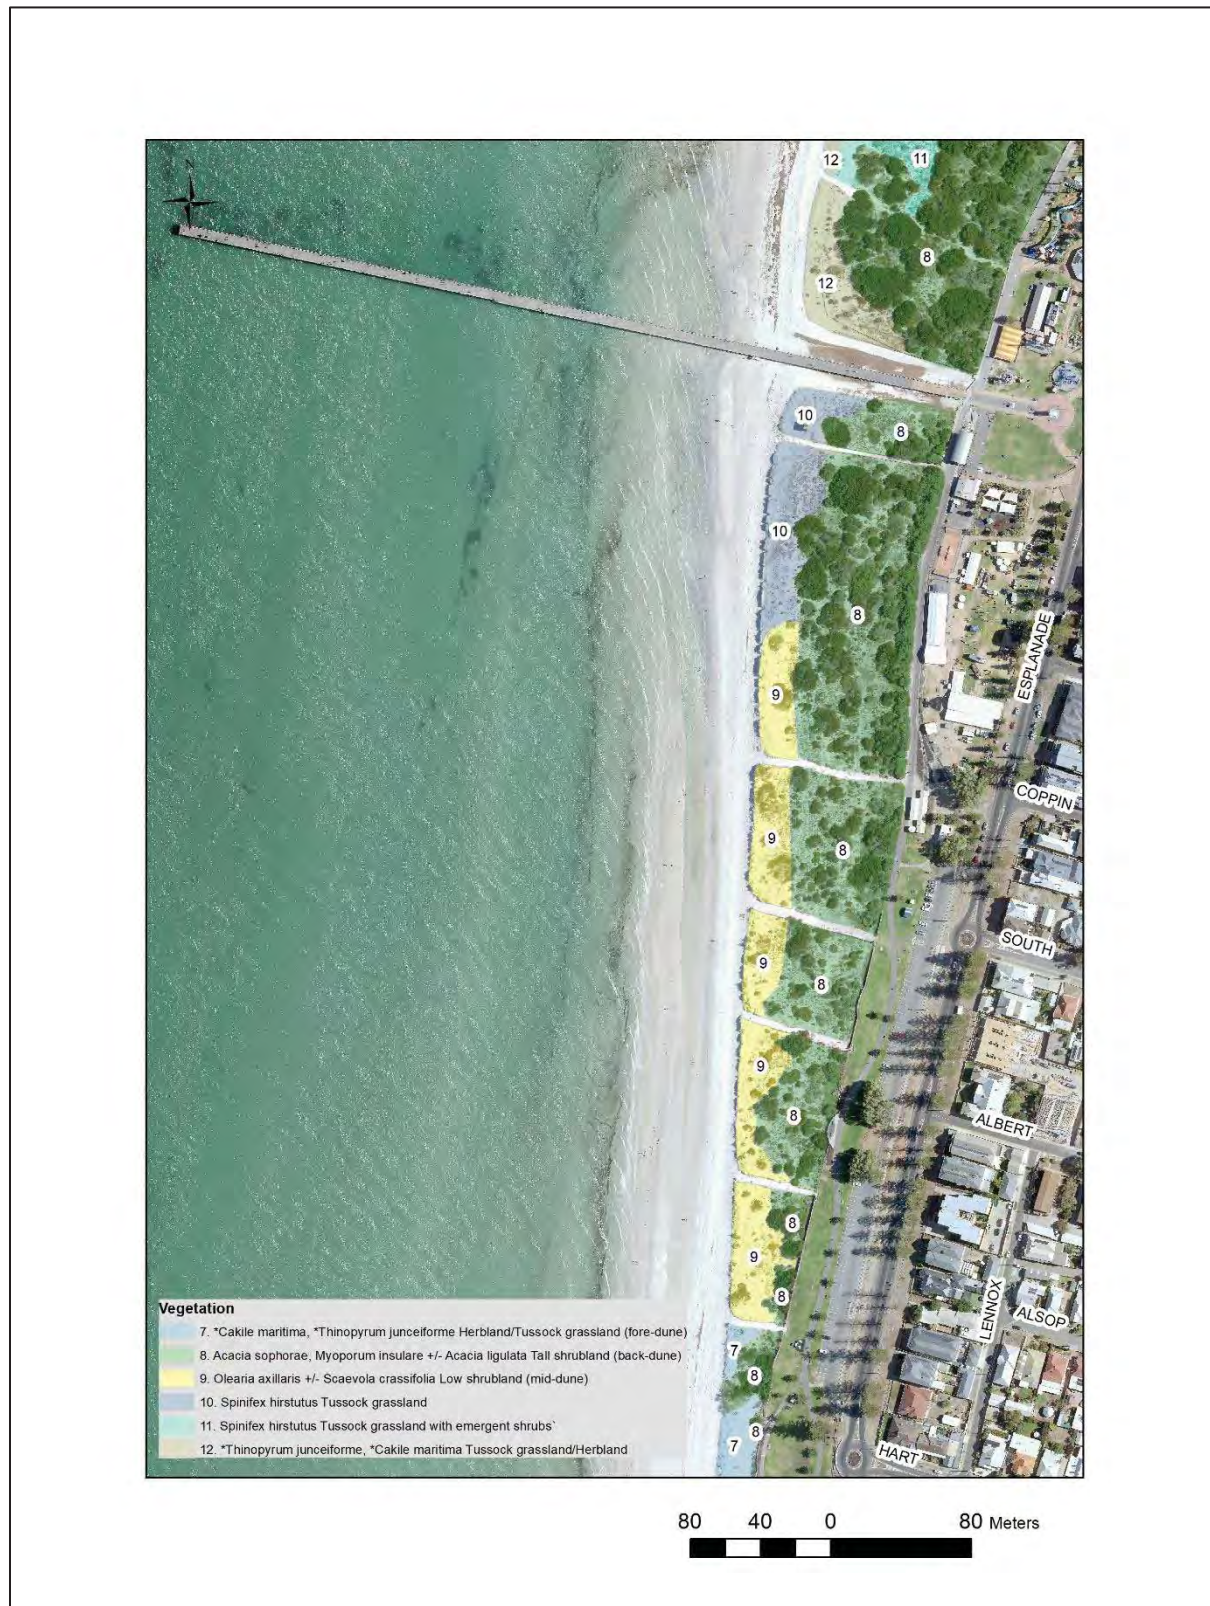 N
12
11
8
12
10
8
10
8
ESPLANADE
9
COPPIN
9
8
SOUTH
9
8
9
8
ALBERT
8
9
8
LENNOX
ALSOP
7
8
8
7
HART
Vegetation
7. *Cakile maritima, *Thinopyrum junceiforme Herbland/Tussock grassland (fore-dune)
8. Acacia sophorae, Myoporum insulare +/- Acacia ligulata Tall shrubland (back-dune)
9. Olearia axillaris +/- Scaevola crassifolia Low shrubland (mid-dune)
10. Spinifex hirstutus Tussock grassland
11. Spinifex hirstutus Tussock grassland with emergent shrubs`
12. *Thinopyrum junceiforme, *Cakile maritima Tussock grassland/Herbland
80 40 0 80 Meters